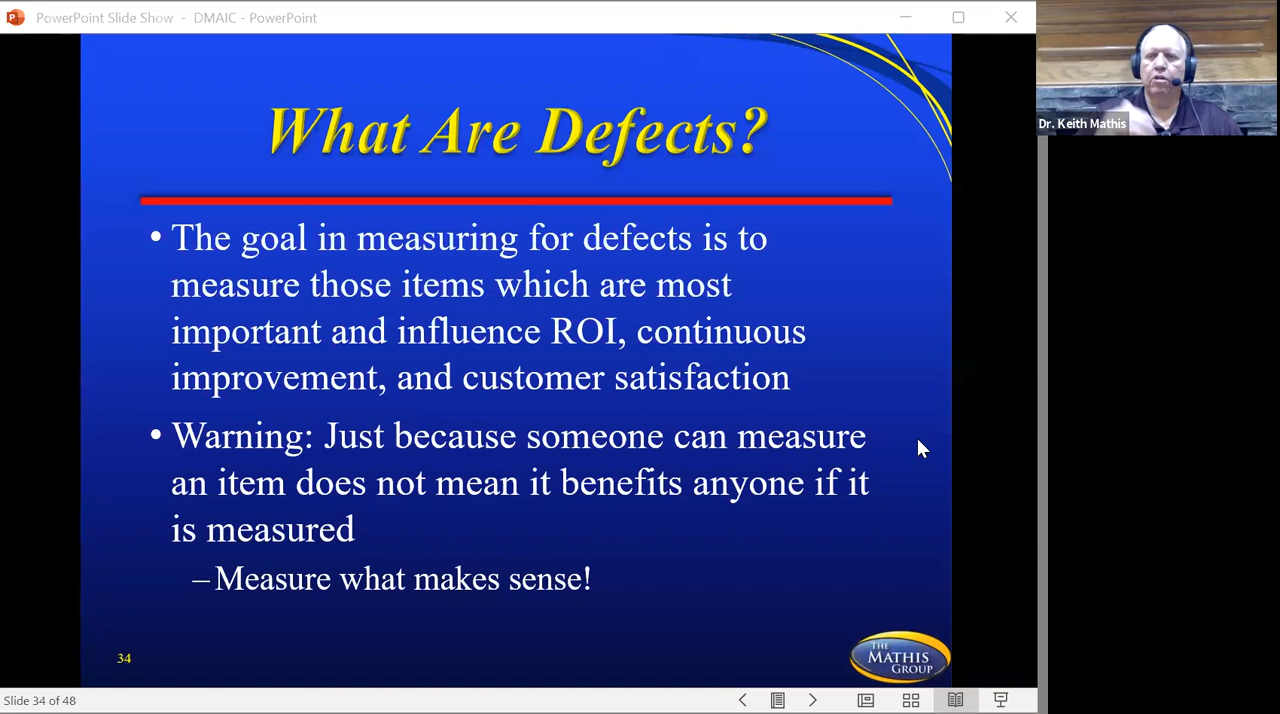 PowerPoint Slide Show - DMAIC - PowerPoint
Dr. Keith Mathis
What Are Defects?
• The goal in measuring for defects is to
measure those items which are most
important and influence ROI, continuous
improvement, and customer satisfaction
• Warning: Just because someone can measure
an item does not mean it benefits anyone if it
is measured
–Measure what makes sense!
34
THE
MATHIS
GROUP
Slide 34 of 48